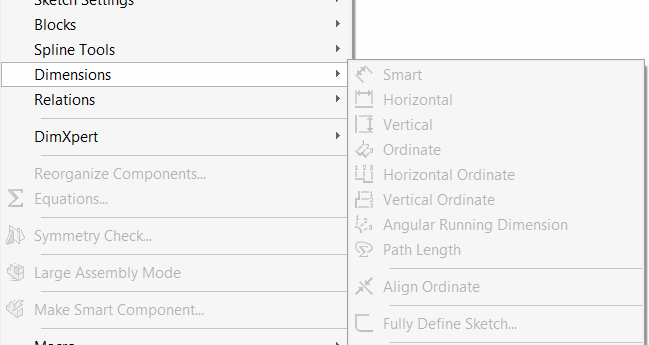 Sketch Settings
Blocks
Spline Tools
Dimensions
Relations
DimXpert
Reorganize Components...
Equations...
Symmetry Check...
Large Assembly Mode
Make Smart Component...
Macro
Smart
Horizontal
Vertical
Ordinate
Horizontal Ordinate
Vertical Ordinate
Angular Running Dimension
Path Length
Align Ordinate
Fully Define Sketch...